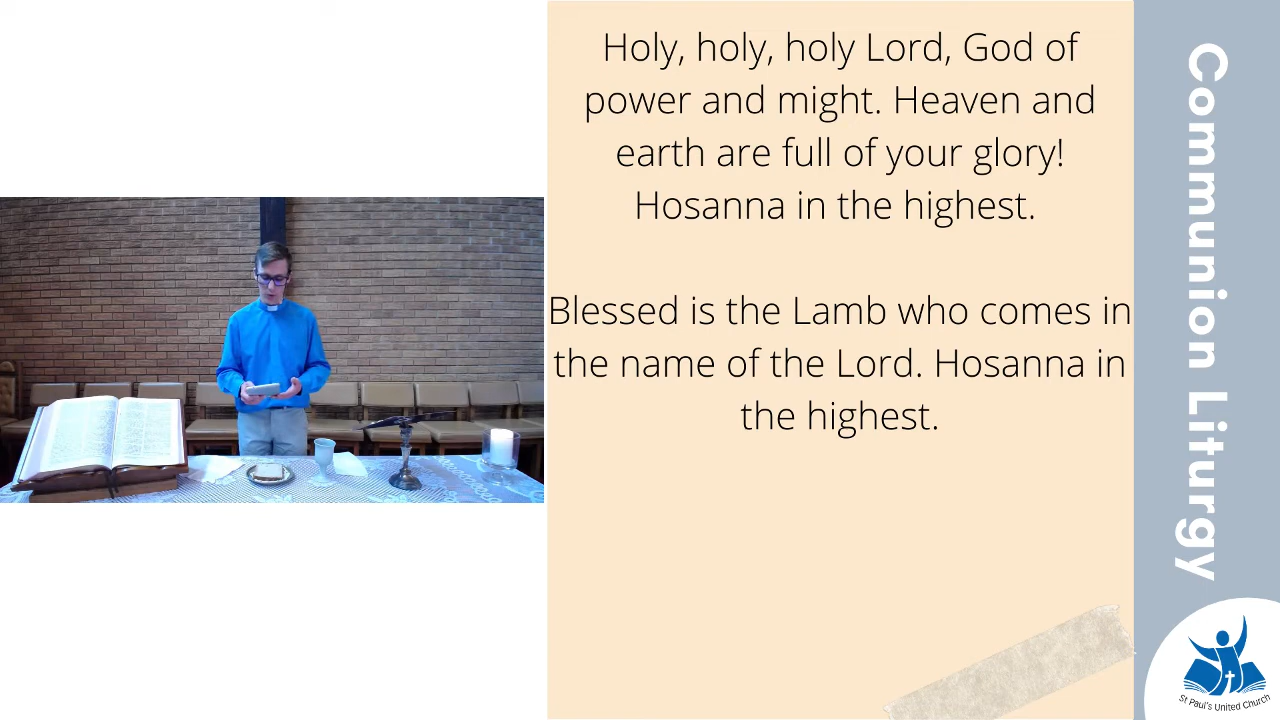 Holy, holy, holy Lord, God of
power and might. Heaven and
earth are full of your glory!
Hosanna in the highest.
Blessed is the Lamb who comes in
the name of the Lord. Hosanna in
the highest.
Communion Liturgy
St Paul's United Church